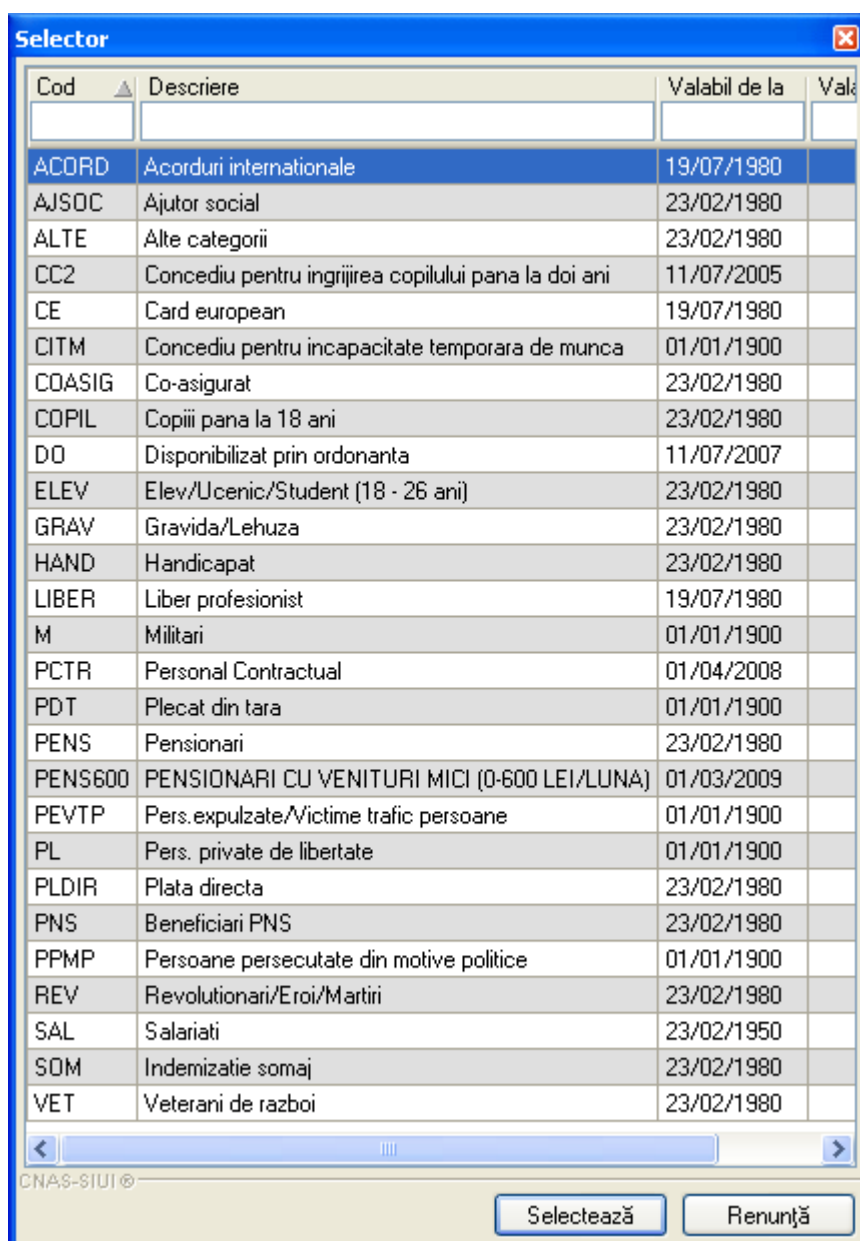 Selector
Cod Descriere Valabil de la Vala
ACORD Acorduri internationale 19/07/1980
AJSOC Ajutor social 23/02/1980
ALTE Alte categorii 23/02/1980
CC2 Concediu pentru ingrijirea copilului pana la doi ani 11/07/2005
CE Card european 19/07/1980
CITM Concediu pentru incapacitate temporara de munca 01/01/1900
COASIG Co-asigurat 23/02/1980
COPIL Copiii pana la 18 ani 23/02/1980
DO Disponibilizat prin ordonanta 11/07/2007
ELEV Elev/Ucenic/Student (18 - 26 ani) 23/02/1980
GRAV Gravida/Lehuza 23/02/1980
HAND Handicapat 23/02/1980
LIBER Liber profesionist 19/07/1980
M Militari 01/01/1900
PCTR Personal Contractual 01/04/2008
PDT Plecat din tara 01/01/1900
PENS Pensionari 23/02/1980
PENS600 PENSIONARI CU VENITURI MICI (0-600 LEI/LUNA) 01/03/2009
PEVTP Pers.expulzate/Victime trafic persoane 01/01/1900
PL Pers. private de libertate 01/01/1900
PLDIR Plata directa 23/02/1980
PNS Beneficiari PNS 23/02/1980
PPMP Persoane persecutate din motive politice 01/01/1900
REV Revolutionari/Eroi/Martiri 23/02/1980
SAL Salariati 23/02/1950
SOM Indemizatie somaj 23/02/1980
VET Veterani de razboi 23/02/1980
CNAS-SIUI®
Selectează Renunţă